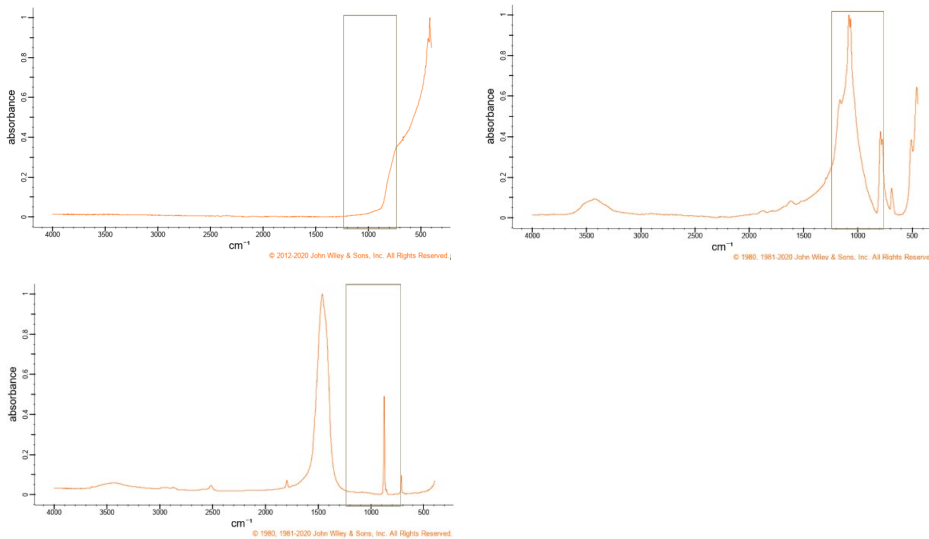 absorbance
0 0.2 0.4 0.6 0.8 1
4000 3500 3000 2500 2000 1500 1000 500
cm⁻¹
© 2012-2020 John Wiley & Sons, Inc. All Rights Reserved.
absorbance
0 0.2 0.4 0.6 0.8 1
4000 3500 3000 2500 2000 1500 1000 500
cm⁻¹
© 1980, 1981-2020 John Wiley & Sons, Inc. All Rights Reserved
absorbance
0 0.2 0.4 0.6 0.8 1
4000 3500 3000 2500 2000 1500 1000 500
cm⁻¹
© 1980, 1981-2020 John Wiley & Sons, Inc. All Rights Reserved.